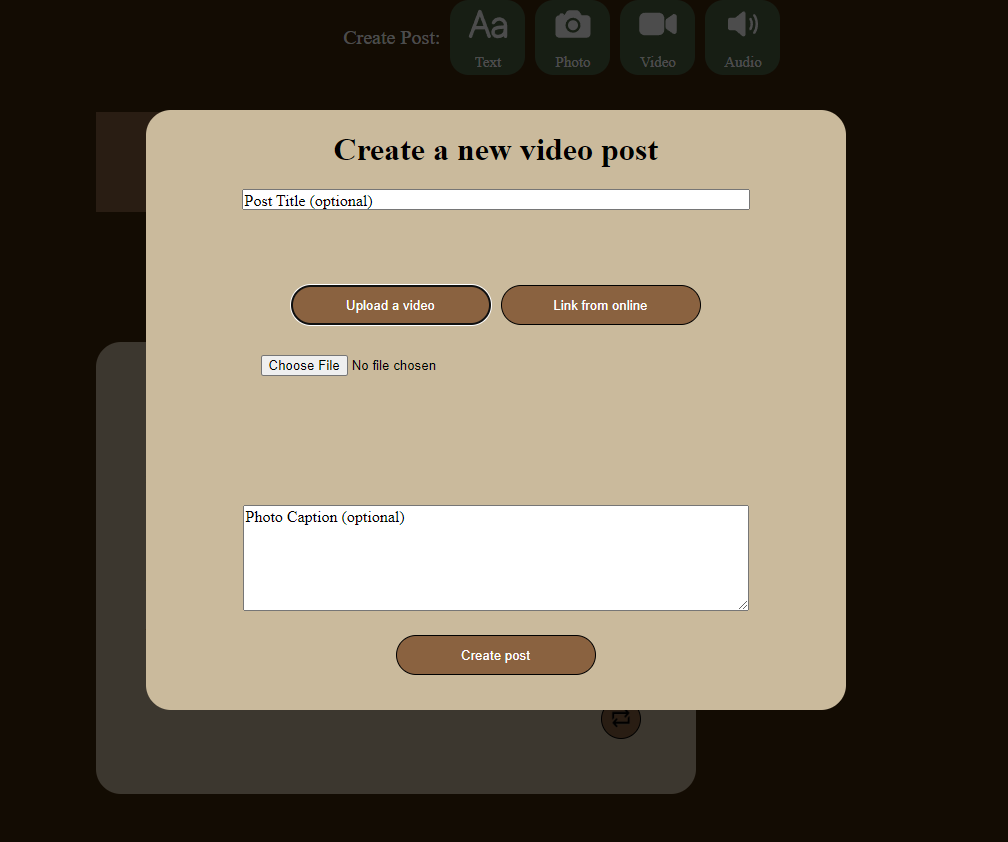 Create Post:
Aa
Text
Photo
Video
Audio
Create a new video post
Post Title (optional)
Upload a video
Link from online
Choose File No file chosen
Photo Caption (optional)
Create post